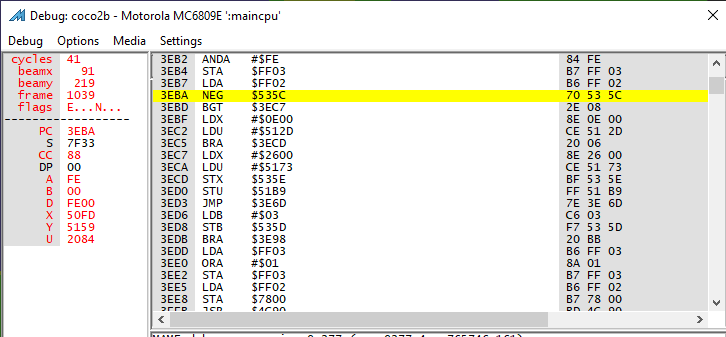 Debug: coco2b - Motorola MC6809E ':maincpu'
Debug Options Media Settings
cycles 41
beamx 91
beamy 219
frame 1039
flags E...N...
PC 3EBA
S 7F33
CC 88
DP 00
A FE
B 00
D FE00
X 50FD
Y 5159
U 2084
3EB2 ANDA #$FE 84 FE
3EB4 STA $FF03 B7 FF 03
3EB7 LDA $FF02 B6 FF 02
3EBA NEG $535C 70 53 5C
3EBD BGT $3EC7 2E 08
3EBF LDX #$0E00 8E 0E 00
3EC2 LDU #$512D CE 51 2D
3EC5 BRA $3ECD 20 06
3EC7 LDX #$2600 8E 26 00
3ECA LDU #$5173 CE 51 73
3ECD STX $535E BF 53 5E
3ED0 STU $51B9 FF 51 B9
3ED3 JMP $3E6D 7E 3E 6D
3ED6 LDB #$03 C6 03
3ED8 STB $535D F7 53 5D
3EDB BRA $3E98 20 BB
3EDD LDA $FF03 B6 FF 03
3EE0 ORA #$01 8A 01
3EE2 STA $FF03 B7 FF 03
3EE5 LDA $FF02 B6 FF 02
3EE8 STA $7800 B7 78 00
3EEB JSR $4C90 BD 4C 90